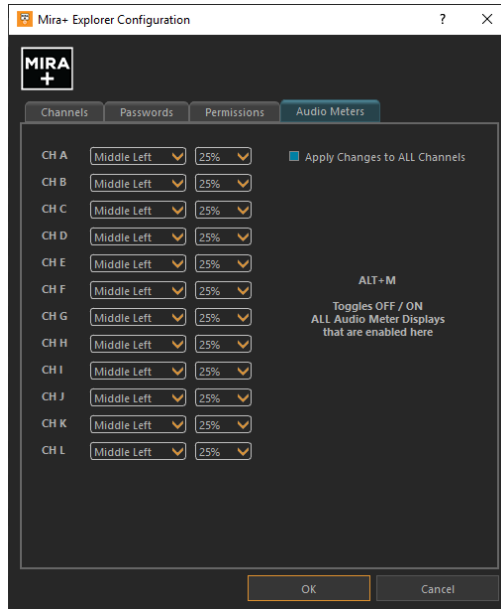 Mira+ Explorer Configuration ? ×
MIRA
+
Channels Passwords Permissions Audio Meters
CH A Middle Left 25% Apply Changes to ALL Channels
CH B Middle Left 25%
CH C Middle Left 25%
CH D Middle Left 25%
CH E Middle Left 25%
CH F Middle Left 25%
CH G Middle Left 25%
CH H Middle Left 25%
CH I Middle Left 25%
CH J Middle Left 25%
CH K Middle Left 25%
CH L Middle Left 25%
ALT+M
Toggles OFF / ON
ALL Audio Meter Displays
that are enabled here
OK Cancel